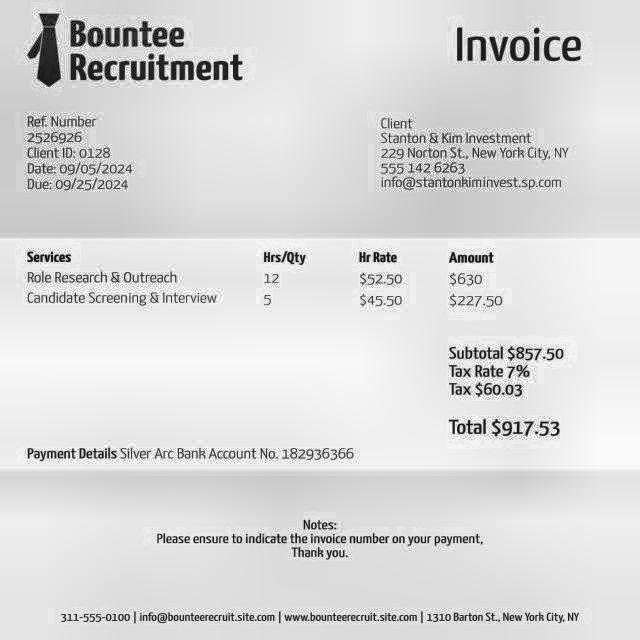 Bountee
Recruitment
Invoice
Ref. Number
2526926
Client ID: 0128
Date: 09/05/2024
Due: 09/25/2024
Client
Stanton & Kim Investment
229 Norton St., New York City, NY
555 142 6263
info@stantonkiminvest.sp.com
Services Hrs/Qty Hr Rate Amount
Role Research & Outreach 12 $52.50 $630
Candidate Screening & Interview 5 $45.50 $227.50
Subtotal $857.50
Tax Rate 7%
Tax $60.03
Total $917.53
Payment Details Silver Arc Bank Account No. 182936366
Notes:
Please ensure to indicate the invoice number on your payment,
Thank you.
311-555-0100 | info@bounteerecruit.site.com | www.bounteerecruit.site.com | 1310 Barton St., New York City, NY